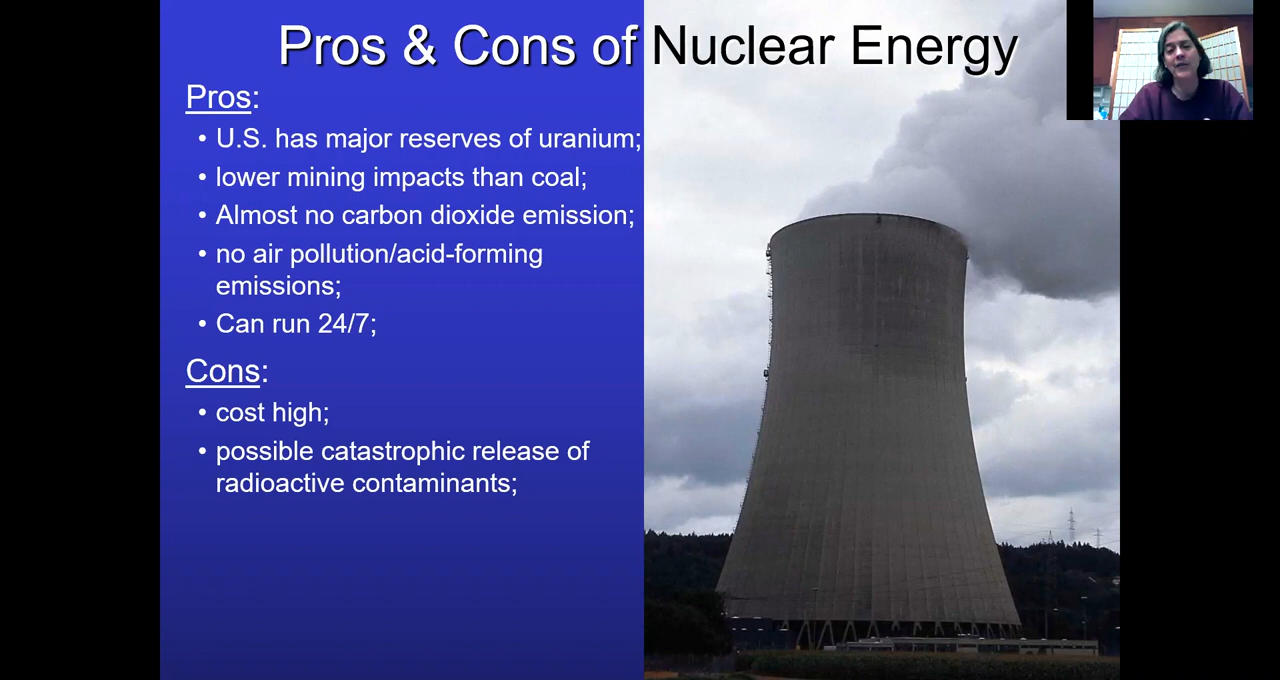 Pros & Cons of Nuclear Energy
Pros:
• U.S. has major reserves of uranium;
• lower mining impacts than coal;
• Almost no carbon dioxide emission;
• no air pollution/acid-forming
emissions;
• Can run 24/7;
Cons:
• cost high;
• possible catastrophic release of
radioactive contaminants;